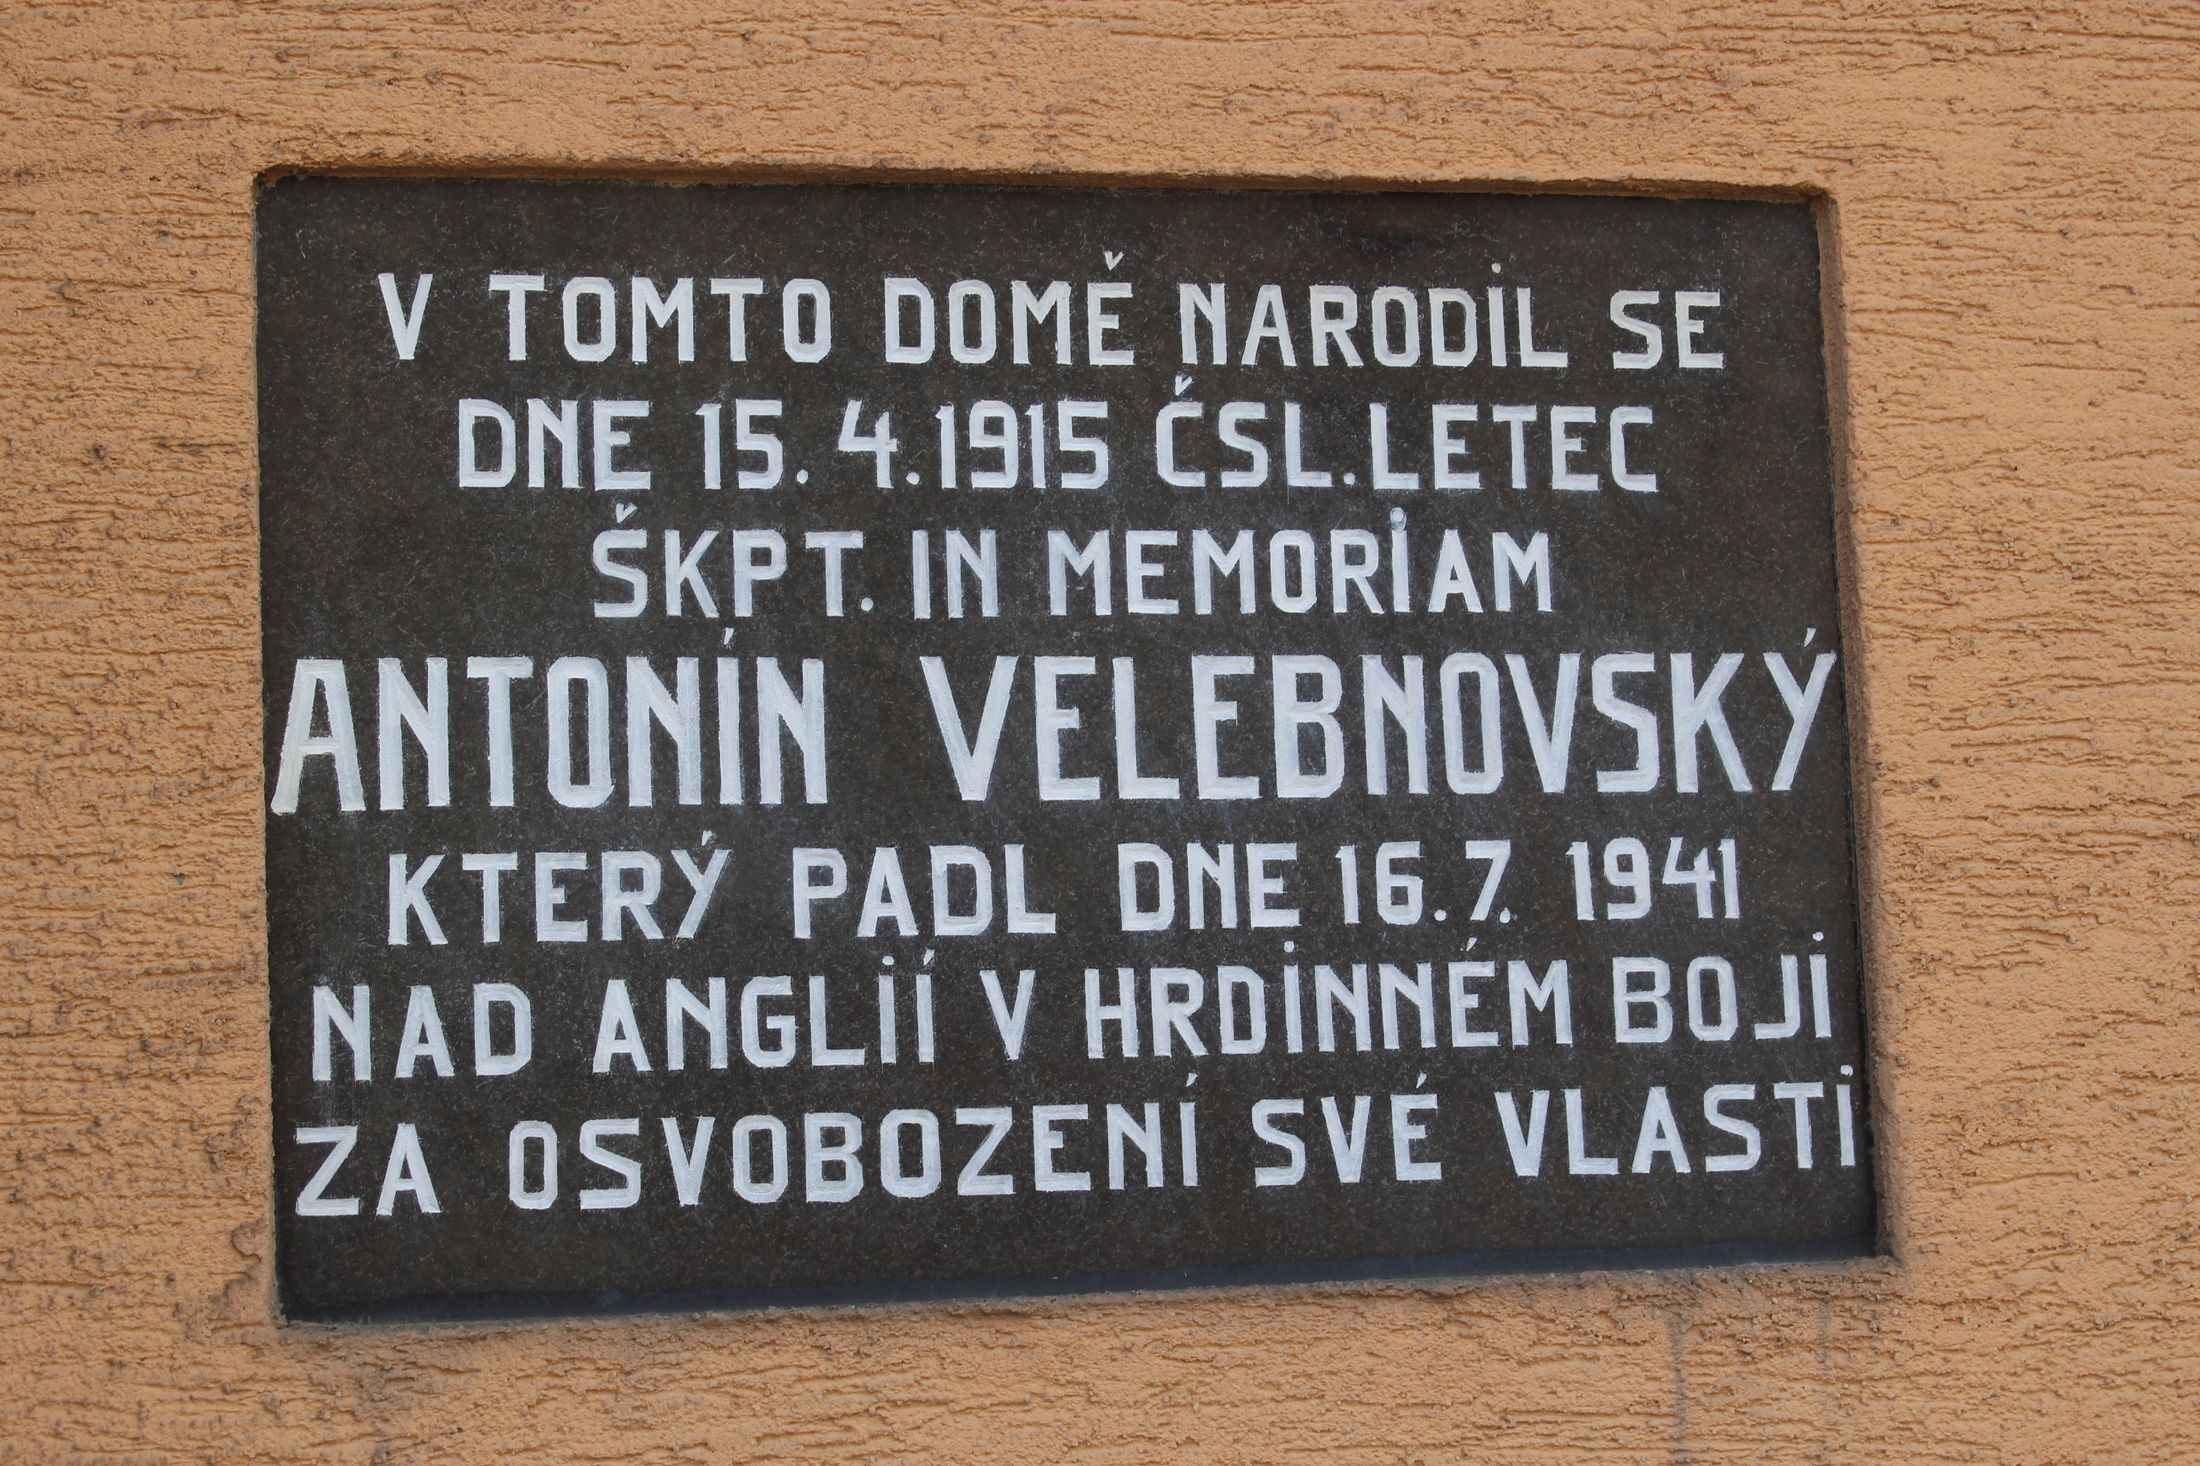 V TOMTO DOMĚ NARODIL SE
DNE 15. 4. 1915 ČSL. LETEC
ŠKPT. IN MEMORIAM
ANTONÍN VELEBNOVSKÝ
KTERÝ PADL DNE 16. 7. 1941
NAD ANGLIÍ V HRDINNÉM BOJI
ZA OSVOBOZENÍ SVÉ VLASTI